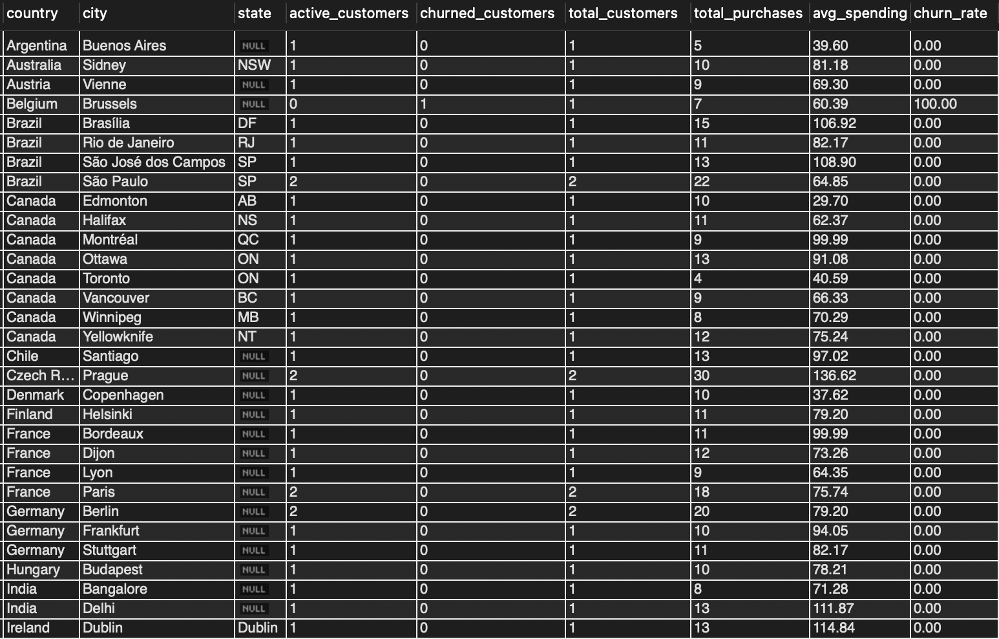 country city state active_customers churned_customers total_customers total_purchases avg_spending churn_rate
Argentina Buenos Aires NULL 1 0 1 5 39.60 0.00
Australia Sidney NSW 1 0 1 10 81.18 0.00
Austria Vienne NULL 1 0 1 9 69.30 0.00
Belgium Brussels NULL 0 1 1 7 60.39 100.00
Brazil Brasília DF 1 0 1 15 106.92 0.00
Brazil Rio de Janeiro RJ 1 0 1 11 82.17 0.00
Brazil São José dos Campos SP 1 0 1 13 108.90 0.00
Brazil São Paulo SP 2 0 2 22 64.85 0.00
Canada Edmonton AB 1 0 1 10 29.70 0.00
Canada Halifax NS 1 0 1 11 62.37 0.00
Canada Montréal QC 1 0 1 9 99.99 0.00
Canada Ottawa ON 1 0 1 13 91.08 0.00
Canada Toronto ON 1 0 1 4 40.59 0.00
Canada Vancouver BC 1 0 1 9 66.33 0.00
Canada Winnipeg MB 1 0 1 8 70.29 0.00
Canada Yellowknife NT 1 0 1 12 75.24 0.00
Chile Santiago NULL 1 0 1 13 97.02 0.00
Czech R... Prague NULL 2 0 2 30 136.62 0.00
Denmark Copenhagen NULL 1 0 1 10 37.62 0.00
Finland Helsinki NULL 1 0 1 11 79.20 0.00
France Bordeaux NULL 1 0 1 11 99.99 0.00
France Dijon NULL 1 0 1 12 73.26 0.00
France Lyon NULL 1 0 1 9 64.35 0.00
France Paris NULL 2 0 2 18 75.74 0.00
Germany Berlin NULL 2 0 2 20 79.20 0.00
Germany Frankfurt NULL 1 0 1 10 94.05 0.00
Germany Stuttgart NULL 1 0 1 11 82.17 0.00
Hungary Budapest NULL 1 0 1 10 78.21 0.00
India Bangalore NULL 1 0 1 8 71.28 0.00
India Delhi NULL 1 0 1 13 111.87 0.00
Ireland Dublin Dublin 1 0 1 13 114.84 0.00